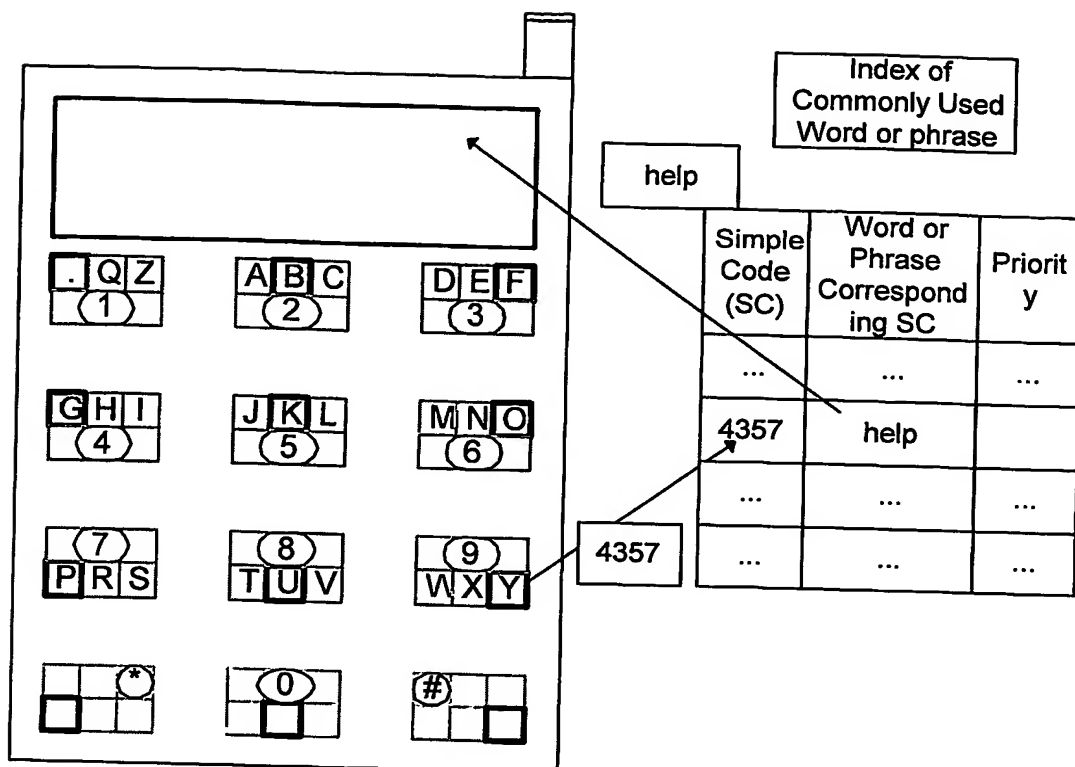 Index of
Commonly Used
Word or phrase
help
Simple
Code
(SC)
Word or
Phrase
Correspond
ing SC
Priorit
y
... ... ...
4357 help
... ... ...
... ... ...
4357
. Q Z
1
A B C
2
D E F
3
G H I
4
J K L
5
M N O
6
7
P R S
8
T U V
9
W X Y
*
0
#